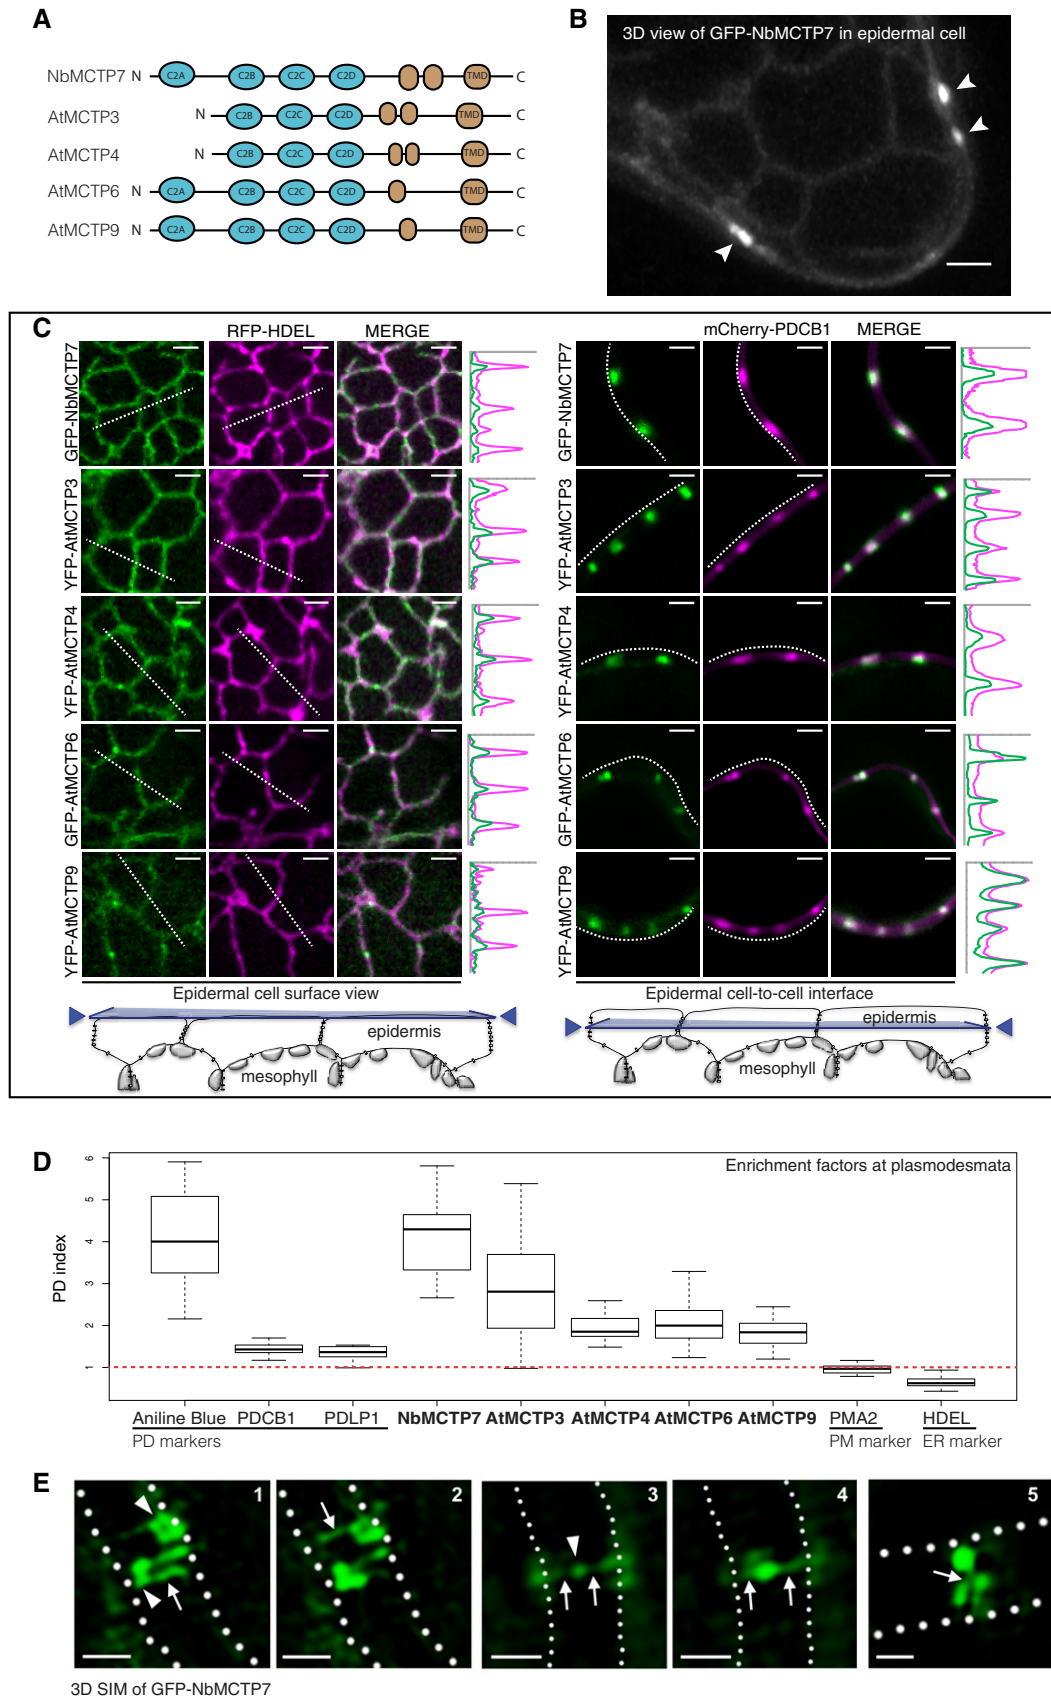 A
NbMCTP7 N C2A C2B C2C C2D TMD C
AtMCTP3 N C2B C2C C2D TMD C
AtMCTP4 N C2B C2C C2D TMD C
AtMCTP6 N C2A C2B C2C C2D TMD C
AtMCTP9 N C2A C2B C2C C2D TMD C
B
3D view of GFP-NbMCTP7 in epidermal cell
C
RFP-HDEL MERGE
GFP-NbMCTP7
YFP-AtMCTP3
YFP-AtMCTP4
GFP-AtMCTP6
YFP-AtMCTP9
Epidermal cell surface view
epidermis
mesophyll
mCherry-PDCB1 MERGE
GFP-NbMCTP7
YFP-AtMCTP3
YFP-AtMCTP4
GFP-AtMCTP6
YFP-AtMCTP9
Epidermal cell-to-cell interface
epidermis
mesophyll
D
Enrichment factors at plasmodesmata
PD index
6
5
4
3
2
1
Aniline Blue PDCB1 PDLP1 NbMCTP7 AtMCTP3 AtMCTP4 AtMCTP6 AtMCTP9 PMA2 HDEL
PD markers PM marker ER marker
E
1 2 3 4 5
3D SIM of GFP-NbMCTP7